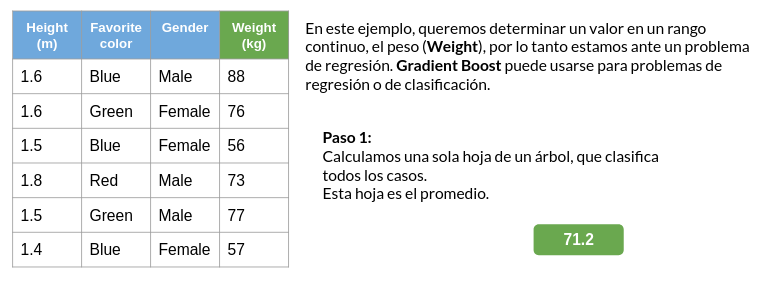 Height (m) Favorite color Gender Weight (kg)
1.6 Blue Male 88
1.6 Green Female 76
1.5 Blue Female 56
1.8 Red Male 73
1.5 Green Male 77
1.4 Blue Female 57
En este ejemplo, queremos determinar un valor en un rango
continuo, el peso (Weight), por lo tanto estamos ante un problema
de regresión. Gradient Boost puede usarse para problemas de
regresión o de clasificación.
Paso 1:
Calculamos una sola hoja de un árbol, que clasifica
todos los casos.
Esta hoja es el promedio.
71.2